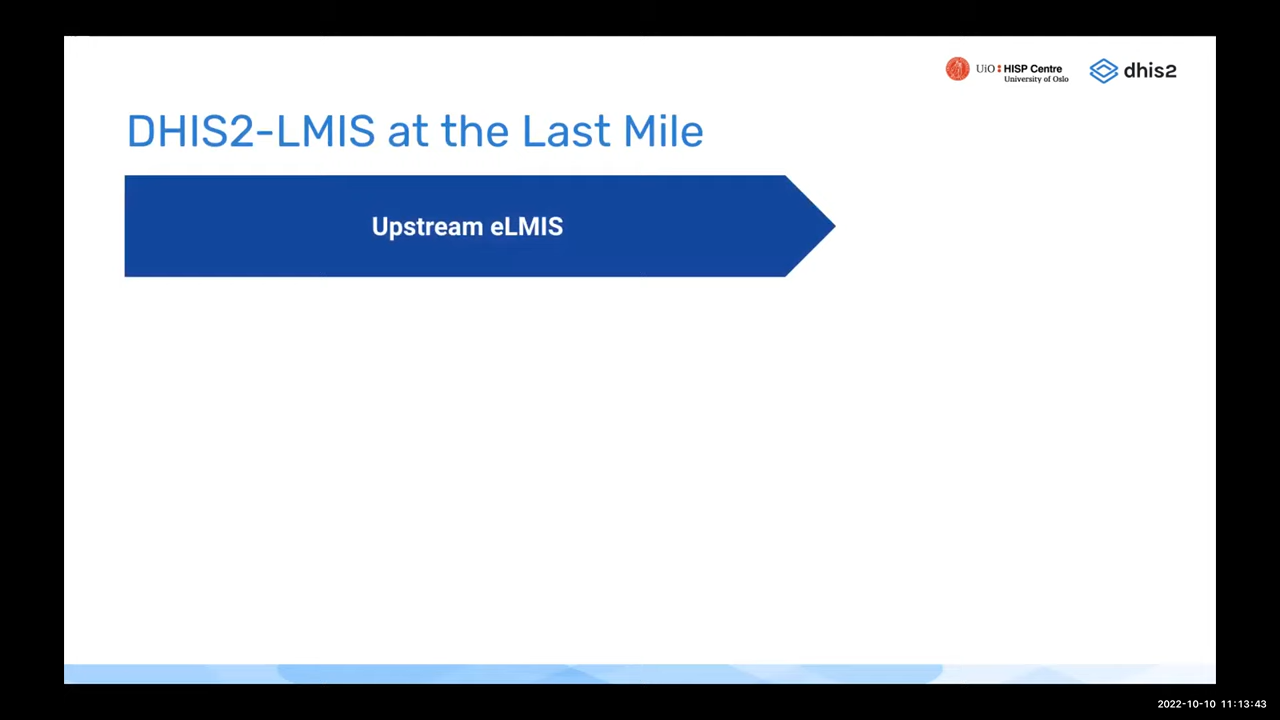 UiO : HISP Centre
University of Oslo
dhis2
DHIS2-LMIS at the Last Mile
Upstream eLMIS
2022-10-10 11:13:43